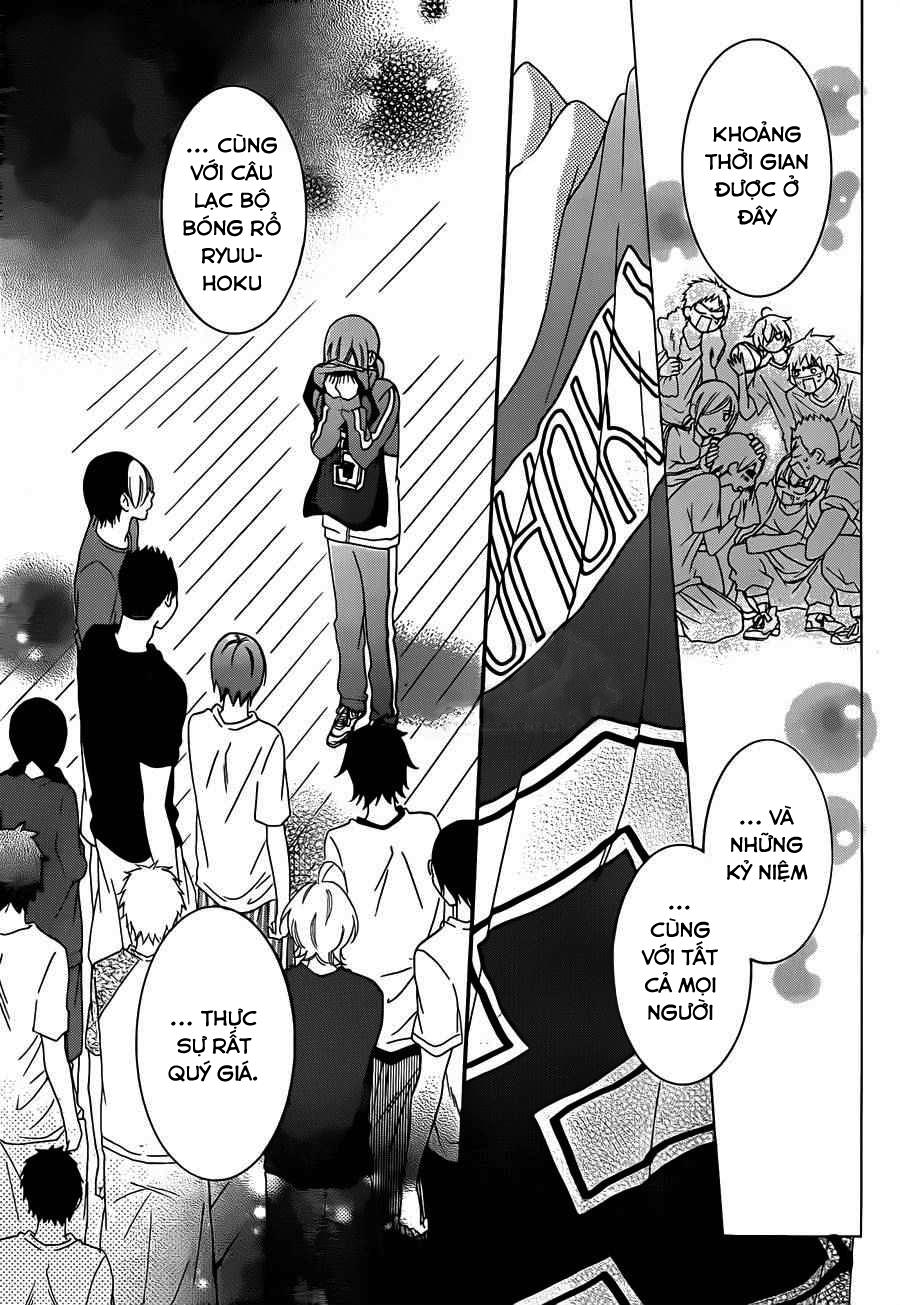 KHOẢNG
THỜI GIAN
ĐƯỢC Ở
ĐÂY
... VÀ
NHỮNG
KỶ NIỆM
...
CÙNG
VỚI TẤT
CẢ MỌI
NGƯỜI
UHOKU
... CÙNG
VỚI CÂU
LẠC BỘ
BÓNG RỔ
RYUU-
HOKU
... THỰC
SỰ RẤT
QUÝ GIÁ.